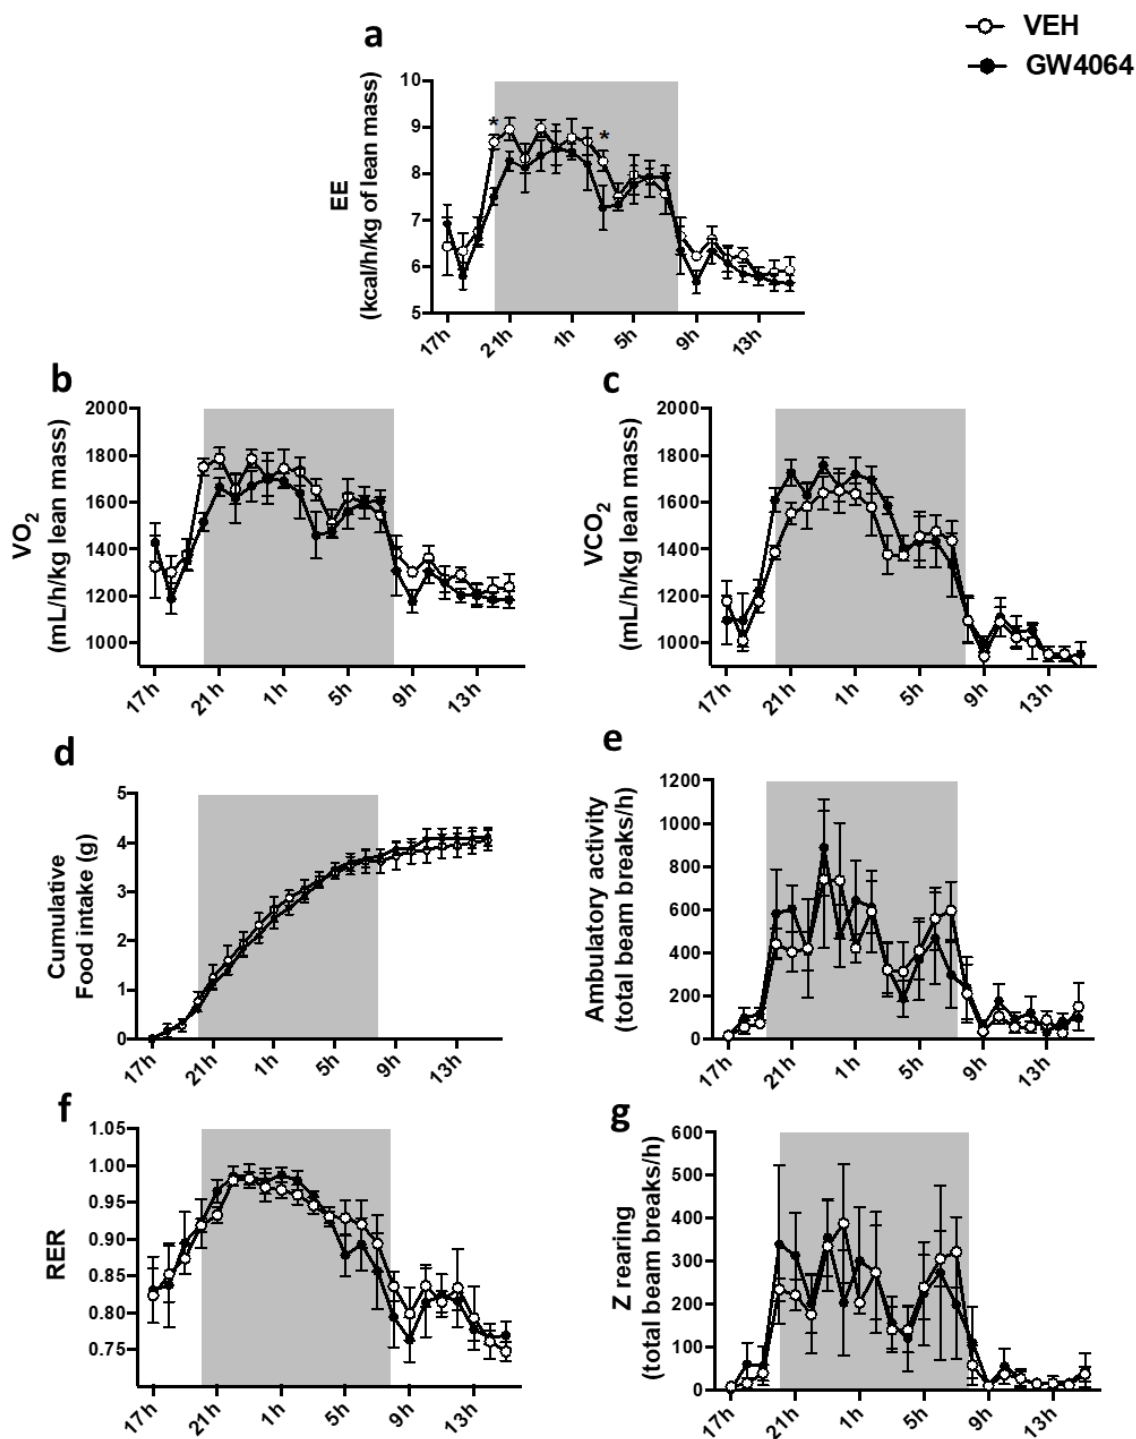 VEH
GW4064
a
EE
(kcal/h/kg of lean mass)
10
9
8
7
6
5
*
*
17h
21h
1h
5h
9h
13h
b
VO2
(mL/h/kg lean mass)
2000
1800
1600
1400
1200
1000
17h
21h
1h
5h
9h
13h
c
VCO2
(mL/h/kg lean mass)
2000
1800
1600
1400
1200
1000
17h
21h
1h
5h
9h
13h
d
Cumulative
Food intake (g)
5
4
3
2
1
0
17h
21h
1h
5h
9h
13h
e
Ambulatory activity
(total beam breaks/h)
1200
1000
800
600
400
200
0
17h
21h
1h
5h
9h
13h
f
RER
1.05
1.00
0.95
0.90
0.85
0.80
0.75
17h
21h
1h
5h
9h
13h
g
Z rearing
(total beam breaks/h)
600
500
400
300
200
100
0
17h
21h
1h
5h
9h
13h